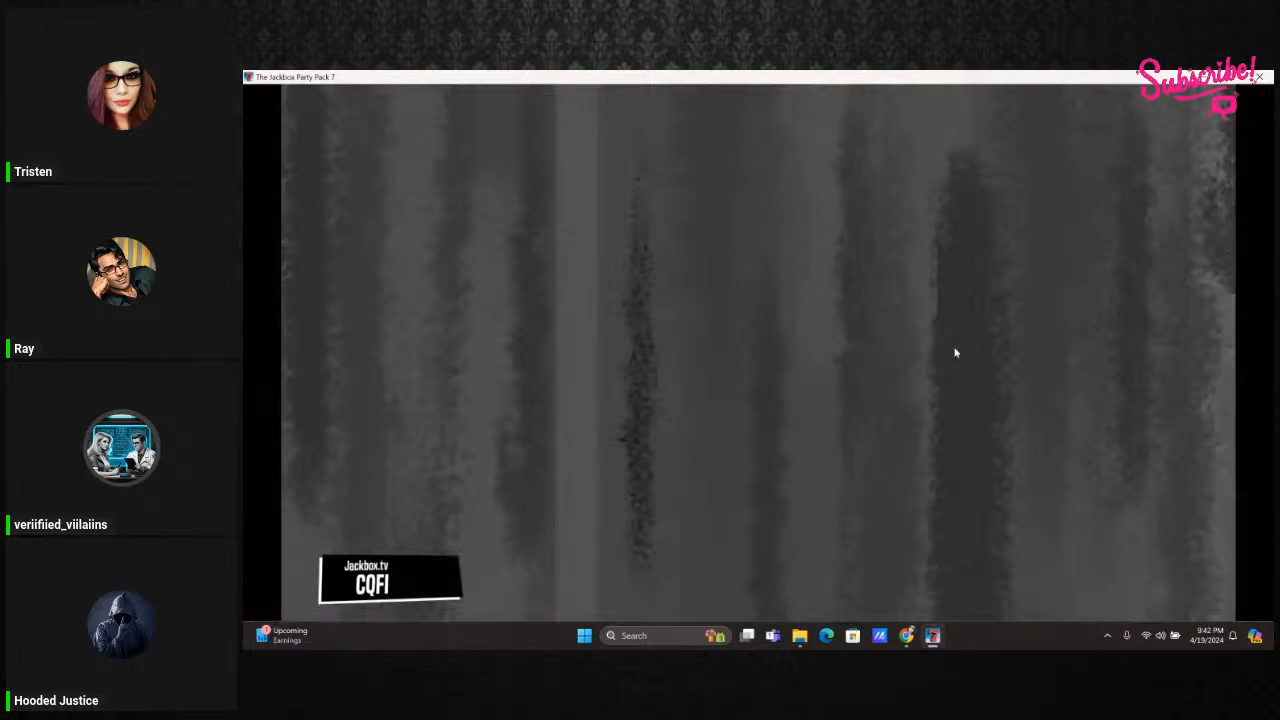 Tristen
Ray
veriifiied_viilaiins
Hooded Justice
The Jackbox Party Pack 7
Subscribe!
Jackbox.tv
CQFI
Upcoming
Earnings
Search
9:42 PM
4/19/2024